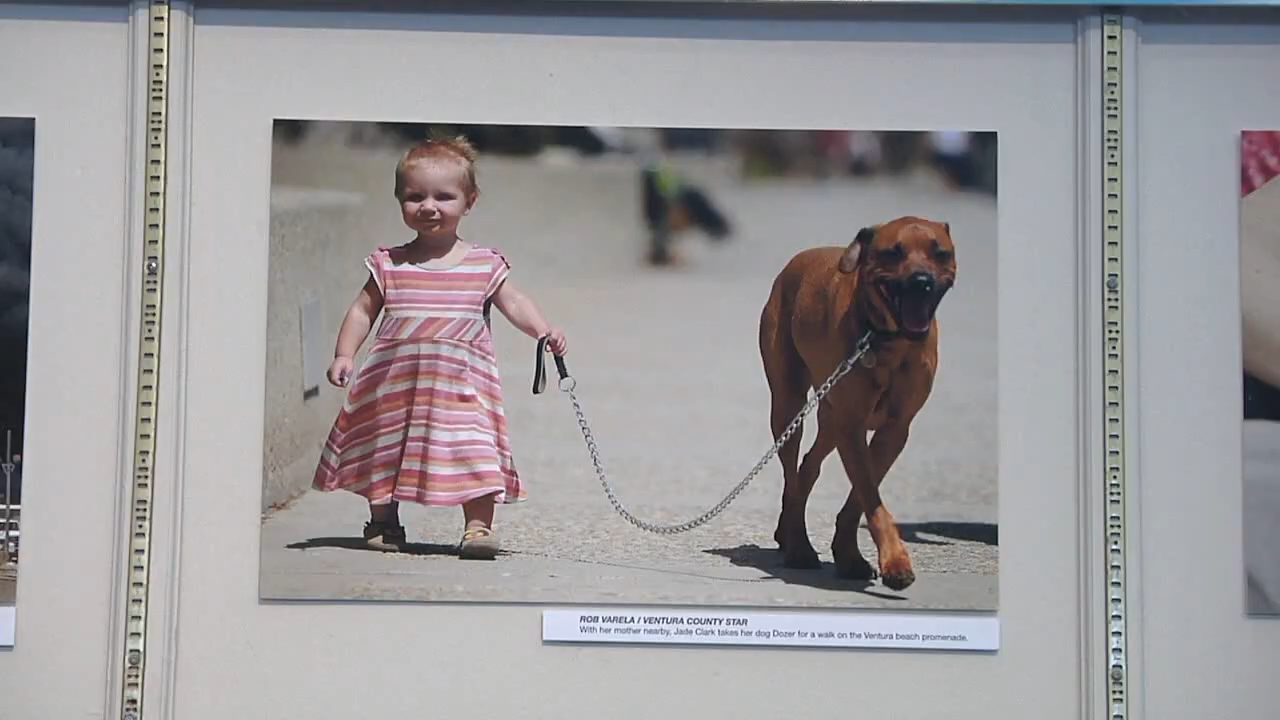 ROB VARELA / VENTURA COUNTY STAR
With her mother nearby, Jade Clark takes her dog Dozer for a walk on the Ventura beach promenade.